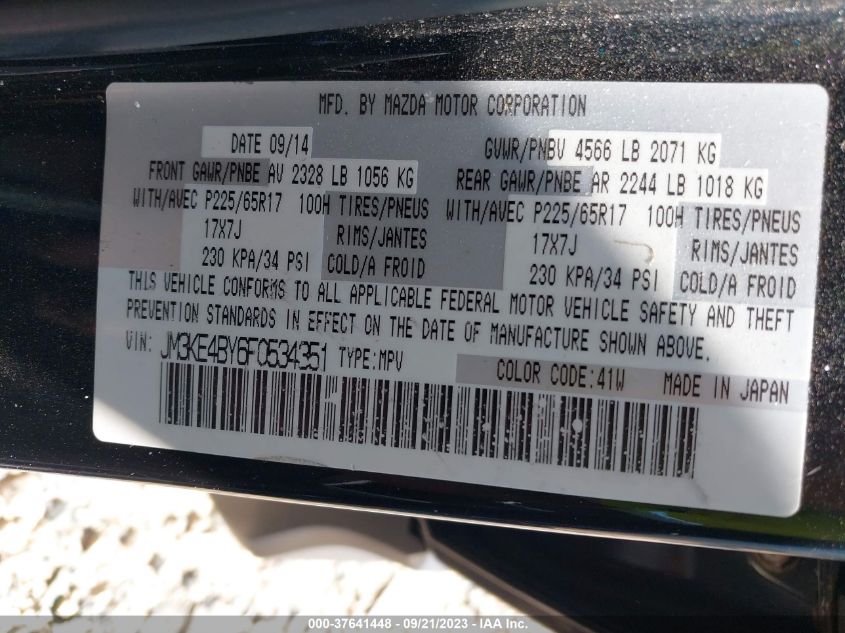 MFD. BY MAZDA MOTOR CORPORATION
DATE 09/14 GVWR/PNBV 4566 LB 2071 KG
FRONT GAWR/PNBE AV 2328 LB 1056 KG REAR GAWR/PNBE AR 2244 LB 1018 KG
WITH/AVEC P225/65R17 100H TIRES/PNEUS WITH/AVEC P225/65R17 100H TIRES/PNEUS
17X7J RIMS/JANTES 17X7J RIMS/JANTES
230 KPA/34 PSI COLD/A FROID 230 KPA/34 PSI COLD/A FROID
THIS VEHICLE CONFORMS TO ALL APPLICABLE FEDERAL MOTOR VEHICLE SAFETY AND THEFT
PREVENTION STANDARDS IN EFFECT ON THE DATE OF MANUFACTURE SHOWN ABOVE.
VIN: JM3KE4BY6F0534351 TYPE:MPV COLOR CODE:41W MADE IN JAPAN
000-37641448 - 09/21/2023 - IAA Inc.